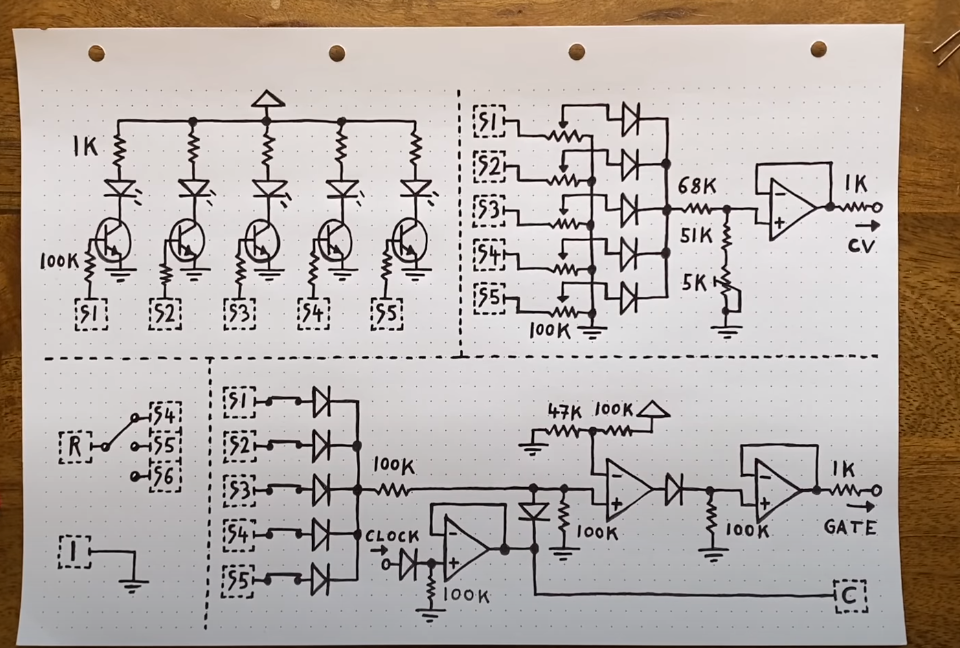 1K
100K
S1 S2 S3 S4 S5
S1
S2
S3
S4
S5
100K
68K
51K
5K
1K
CV
R
S4
S5
S6
I
S1
S2
S3
S4
S5
100K
CLOCK
100K
47K 100K
100K
100K
1K
GATE
C